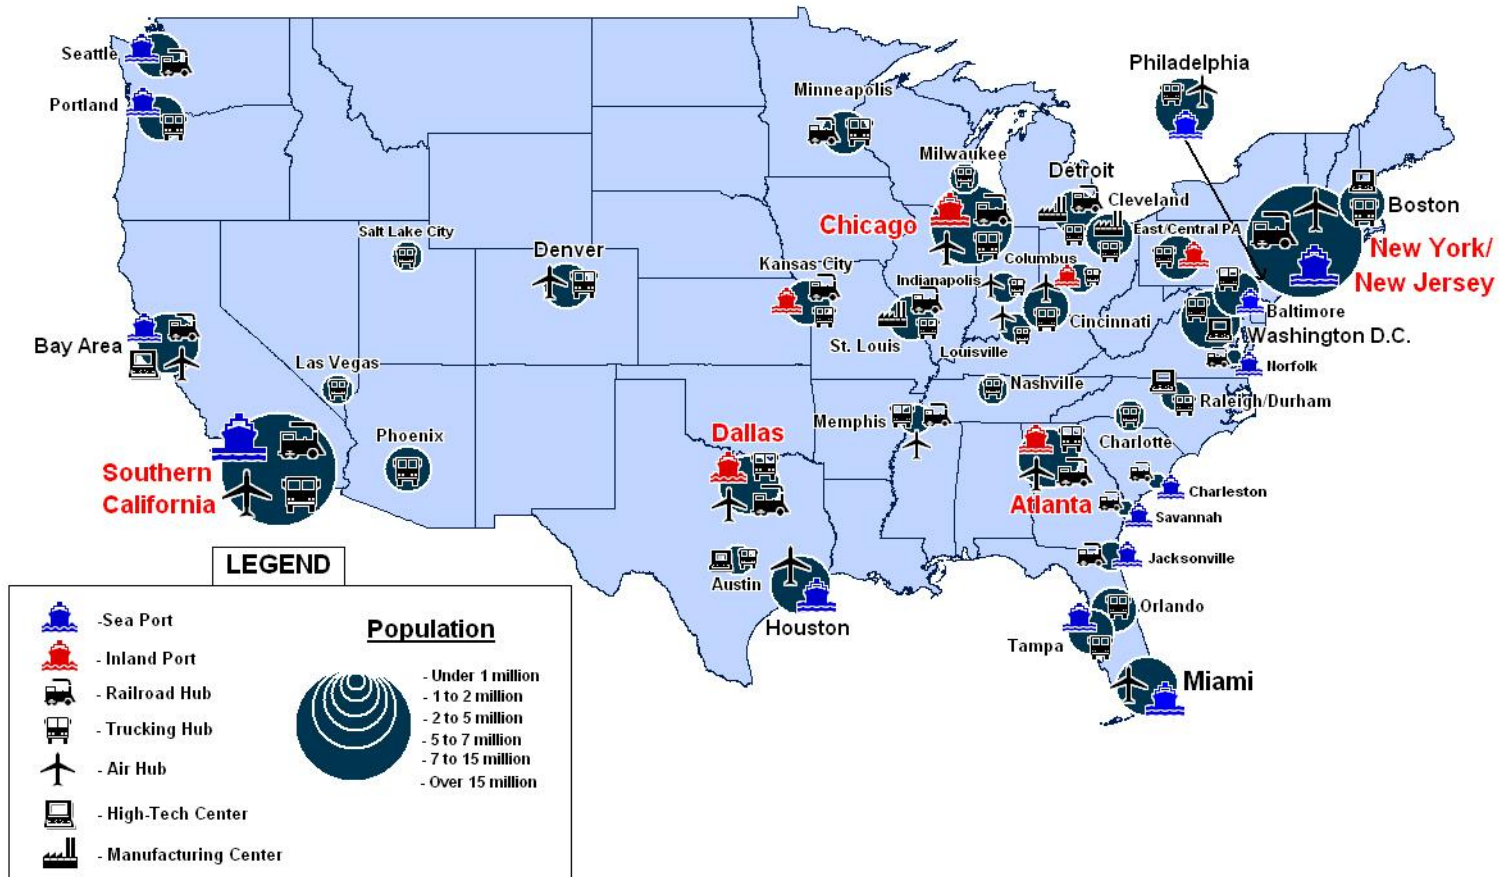 Seattle
Portland
Minneapolis
Philadelphia
Milwaukee
Detroit
Cleveland
Boston
Chicago
East/Central PA
New York/
New Jersey
Salt Lake City
Denver
Kansas City
Columbus
Indianapolis
Cincinnati
Baltimore
Washington D.C.
Bay Area
St. Louis
Louisville
Norfolk
Las Vegas
Nashville
Raleigh/Durham
Memphis
Charlotte
Phoenix
Dallas
Southern
California
Atlanta
Charleston
Savannah
Jacksonville
Austin
Houston
Orlando
Tampa
Miami
LEGEND
-Sea Port
- Inland Port
- Railroad Hub
- Trucking Hub
- Air Hub
- High-Tech Center
- Manufacturing Center
Population
- Under 1 million
- 1 to 2 million
- 2 to 5 million
- 5 to 7 million
- 7 to 15 million
- Over 15 million